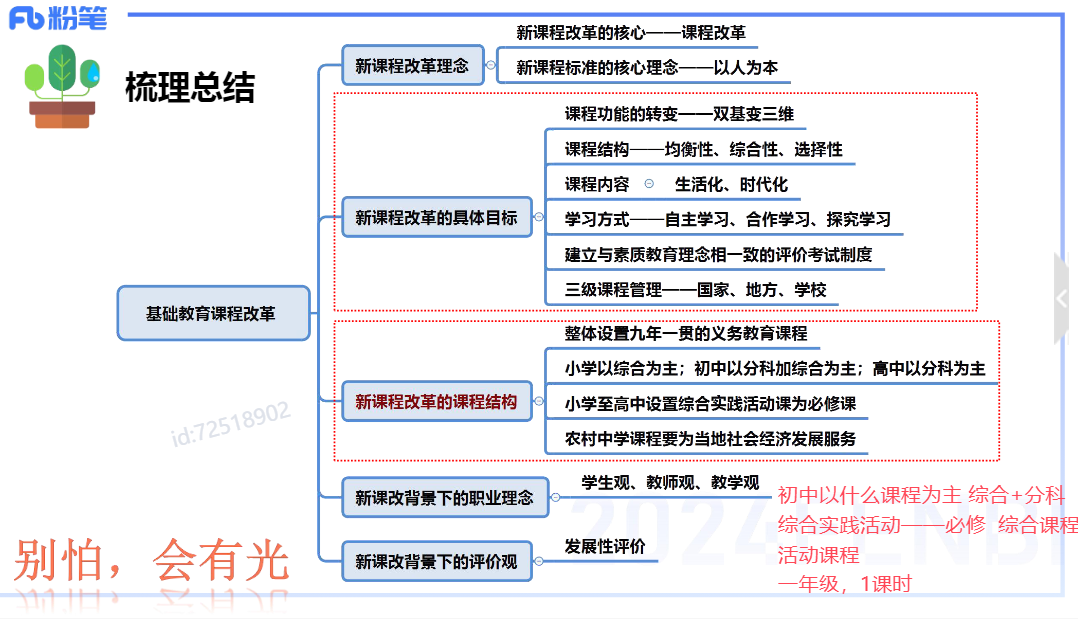 粉笔
梳理总结
基础教育课程改革
新课程改革理念
新课程改革的核心——课程改革
新课程标准的核心理念——以人为本
新课程改革的具体目标
课程功能的转变——双基变三维
课程结构——均衡性、综合性、选择性
课程内容 生活化、时代化
学习方式——自主学习、合作学习、探究学习
建立与素质教育理念相一致的评价考试制度
三级课程管理——国家、地方、学校
新课程改革的课程结构
整体设置九年一贯的义务教育课程
小学以综合为主；初中以分科加综合为主；高中以分科为主
小学至高中设置综合实践活动课为必修课
农村中学课程要为当地社会经济发展服务
新课改背景下的职业理念
学生观、教师观、教学观
新课改背景下的评价观
发展性评价
初中以什么课程为主 综合+分科
综合实践活动——必修 综合课程
活动课程
一年级，1课时
id:72518902
别怕，会有光